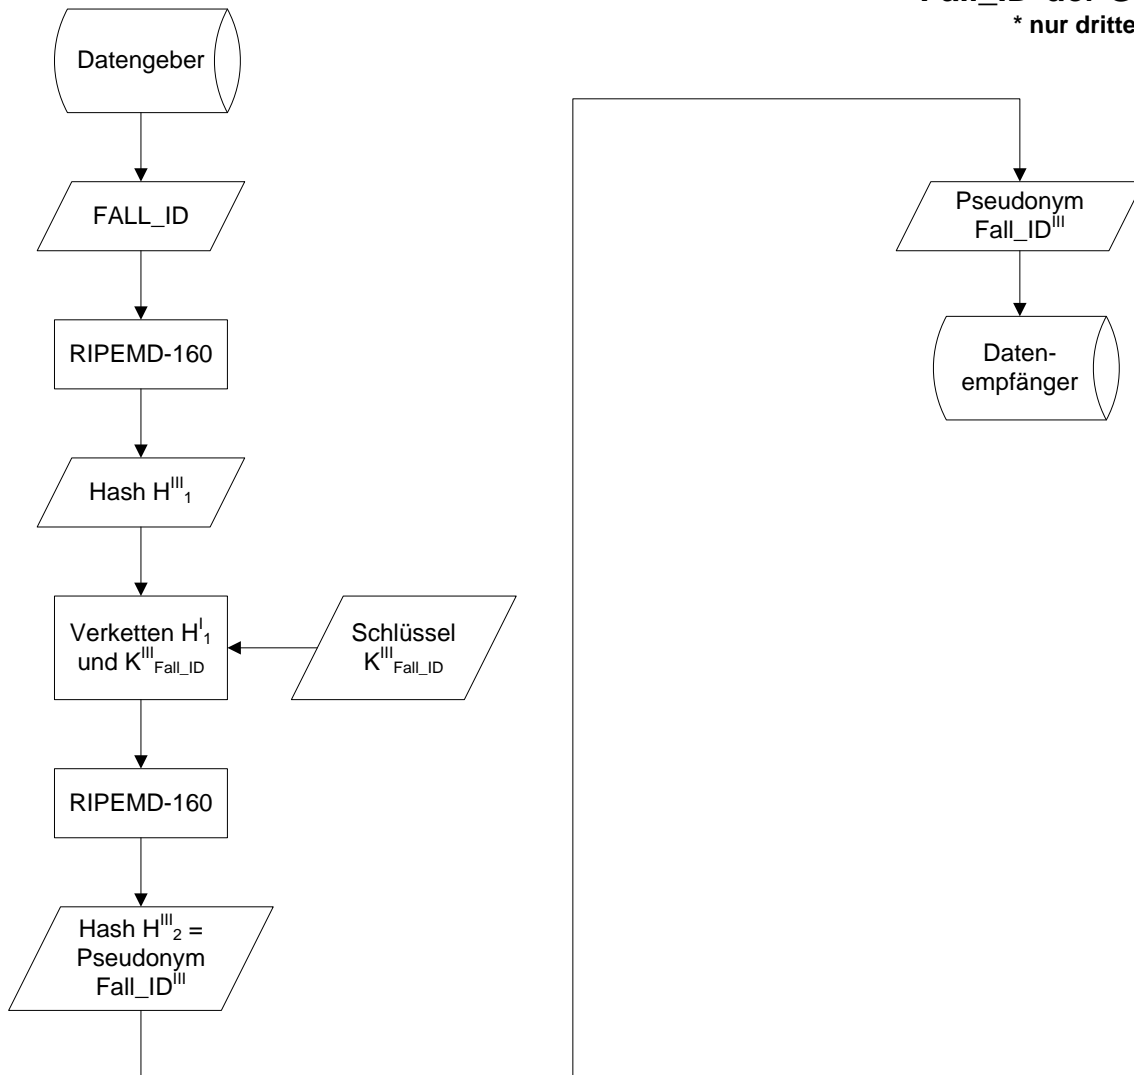 * nur dritte
Datengeber
FALL_ID
RIPEMD-160
Hash H^III_1
Verketten H^I_1
und K^III_Fall_ID
Schlüssel
K^III_Fall_ID
RIPEMD-160
Hash H^III_2 =
Pseudonym
Fall_ID^III
Pseudonym
Fall_ID^III
Daten-
empfänger